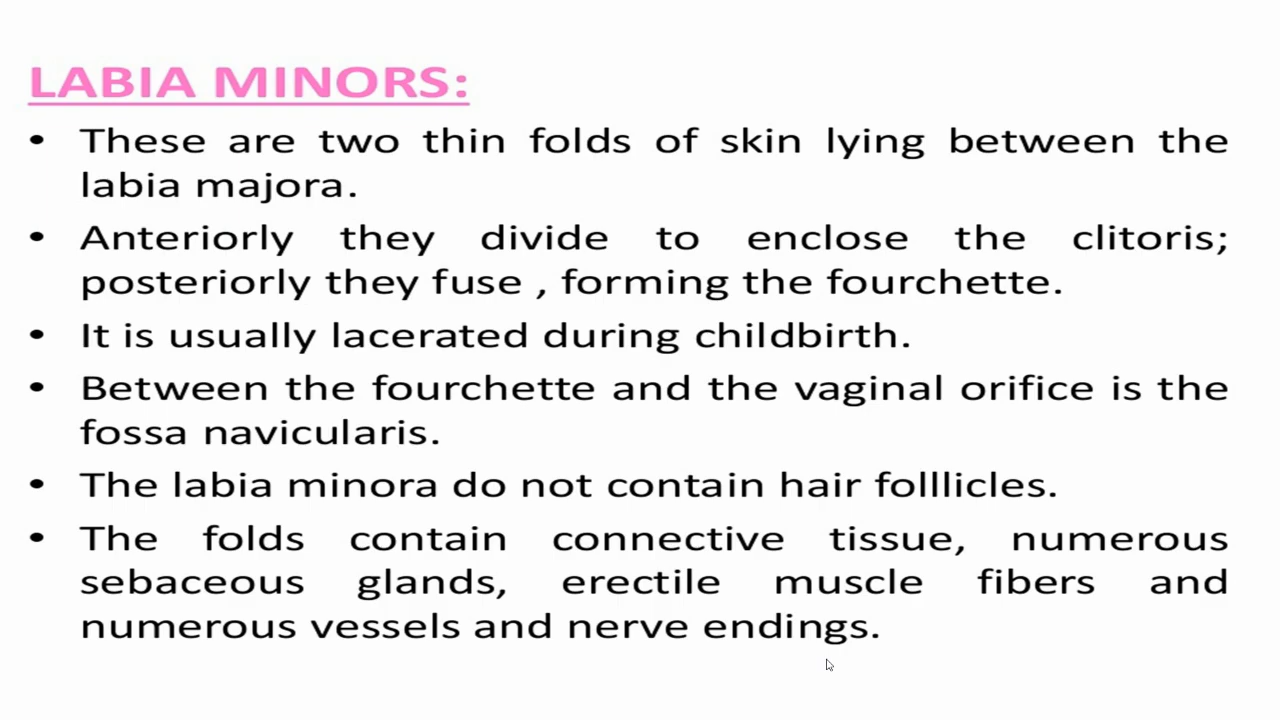 LABIA MINORS:
• These are two thin folds of skin lying between the
labia majora.
• Anteriorly they divide to enclose the clitoris;
posteriorly they fuse , forming the fourchette.
• It is usually lacerated during childbirth.
• Between the fourchette and the vaginal orifice is the
fossa navicularis.
• The labia minora do not contain hair folllicles.
• The folds contain connective tissue, numerous
sebaceous glands, erectile muscle fibers and
numerous vessels and nerve endings.